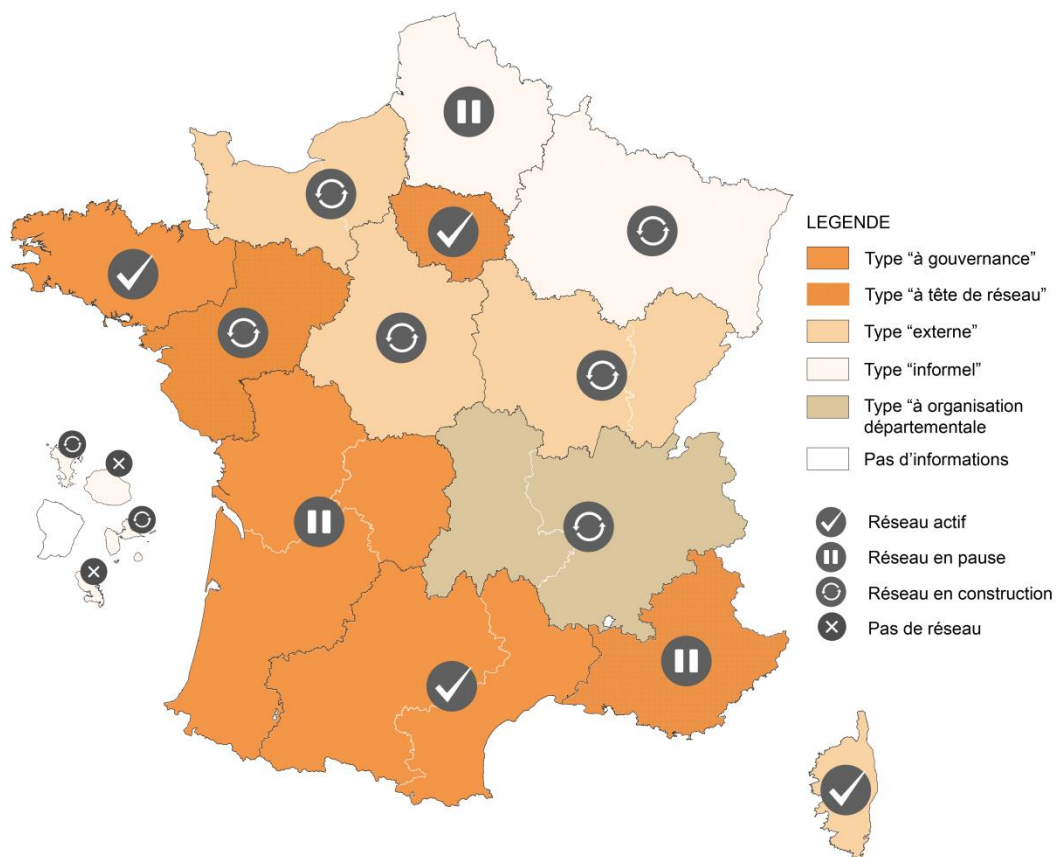 LEGENDE
Type “à gouvernance”
Type “à tête de réseau”
Type “externe”
Type “informel”
Type “à organisation
départementale
Pas d’informations
Réseau actif
Réseau en pause
Réseau en construction
Pas de réseau